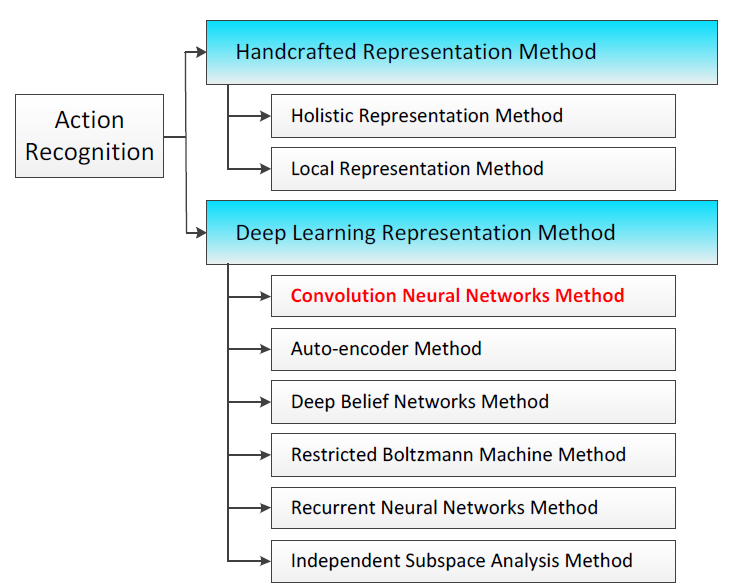 Action
Recognition
Handcrafted Representation Method
Holistic Representation Method
Local Representation Method
Deep Learning Representation Method
Convolution Neural Networks Method
Auto-encoder Method
Deep Belief Networks Method
Restricted Boltzmann Machine Method
Recurrent Neural Networks Method
Independent Subspace Analysis Method